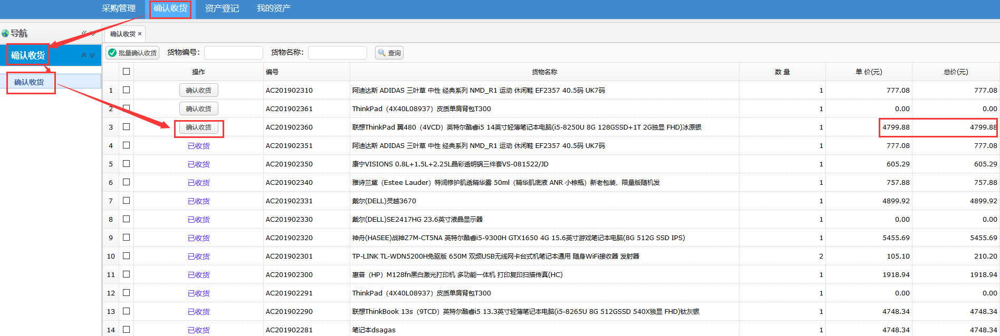 采购管理 确认收货 资产登记 我的资产
导航
确认收货
确认收货
确认收货 ×
批量确认收货 货物编号： 货物名称： 查询
操作 编号 货物名称 数 量 单 价(元) 总价(元)
1 确认收货 AC201902310 阿迪达斯 ADIDAS 三叶草 中性 经典系列 NMD_R1 运动 休闲鞋 EF2357 40.5码 UK7码 1 777.08 777.08
2 确认收货 AC201902361 ThinkPad（4X40L08937）皮质单肩背包T300 1 0.00 0.00
3 确认收货 AC201902360 联想ThinkPad 翼480（4VCD）英特尔酷睿i5 14英寸轻薄笔记本电脑(i5-8250U 8G 128GSSD+1T 2G独显 FHD)冰原银 1 4799.88 4799.88
4 已收货 AC201902351 阿迪达斯 ADIDAS 三叶草 中性 经典系列 NMD_R1 运动 休闲鞋 EF2357 40.5码 UK7码 1 777.08 777.08
5 已收货 AC201902350 康宁VISIONS 0.8L+1.5L+2.25L晶彩透明锅三件套VS-081522/JD 1 605.29 605.29
6 已收货 AC201902340 雅诗兰黛（Estee Lauder）特润修护肌透精华露 50ml（精华肌底液 ANR 小棕瓶）新老包装、限量版随机发 1 757.88 757.88
7 已收货 AC201902331 戴尔(DELL)灵越3670 1 4899.92 4899.92
8 已收货 AC201902330 戴尔(DELL)SE2417HG 23.6英寸液晶显示器 1 0.00 0.00
9 已收货 AC201902320 神舟(HASEE)战神Z7M-CT5NA 英特尔酷睿i5-9300H GTX1650 4G 15.6英寸游戏笔记本电脑(8G 512G SSD IPS) 1 5455.69 5455.69
10 已收货 AC201902301 TP-LINK TL-WDN5200H免驱版 650M 双频USB无线网卡台式机笔记本通用 随身WiFi接收器 发射器 2 105.10 210.20
11 已收货 AC201902300 惠普（HP）M128fn黑白激光打印机 多功能一体机 打印复印扫描传真(HC) 1 1918.94 1918.94
12 已收货 AC201902291 ThinkPad（4X40L08937）皮质单肩背包T300 1 0.00 0.00
13 已收货 AC201902290 联想ThinkBook 13s（9TCD）英特尔酷睿i5 13.3英寸轻薄笔记本电脑(i5-8265U 8G 512GSSD 540X独显 FHD)钛灰银 1 4748.34 4748.34
14 已收货 AC201902281 笔记本dsagas 1 4748.34 4748.34